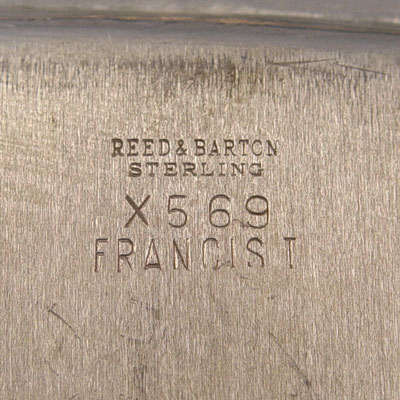 REED & BARTON
STERLING
X569
FRANCIS I